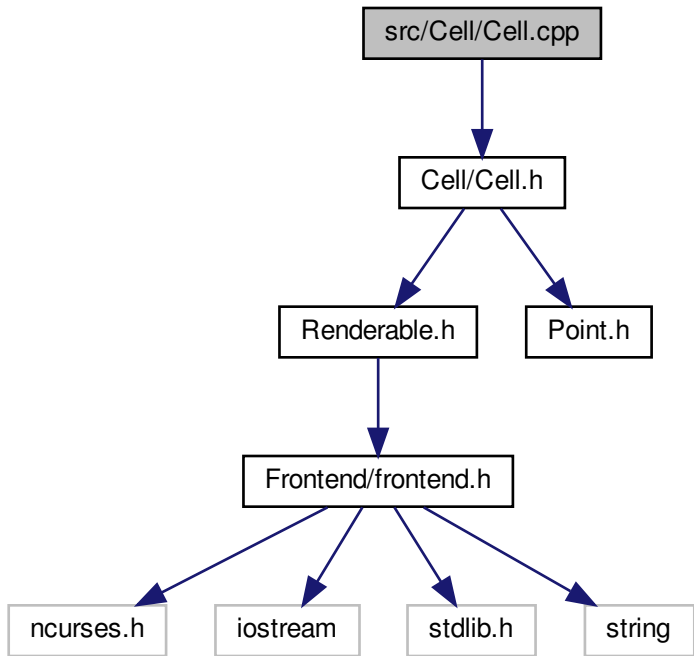 src/Cell/Cell.cpp
Cell/Cell.h
Renderable.h
Point.h
Frontend/frontend.h
ncurses.h
iostream
stdlib.h
string